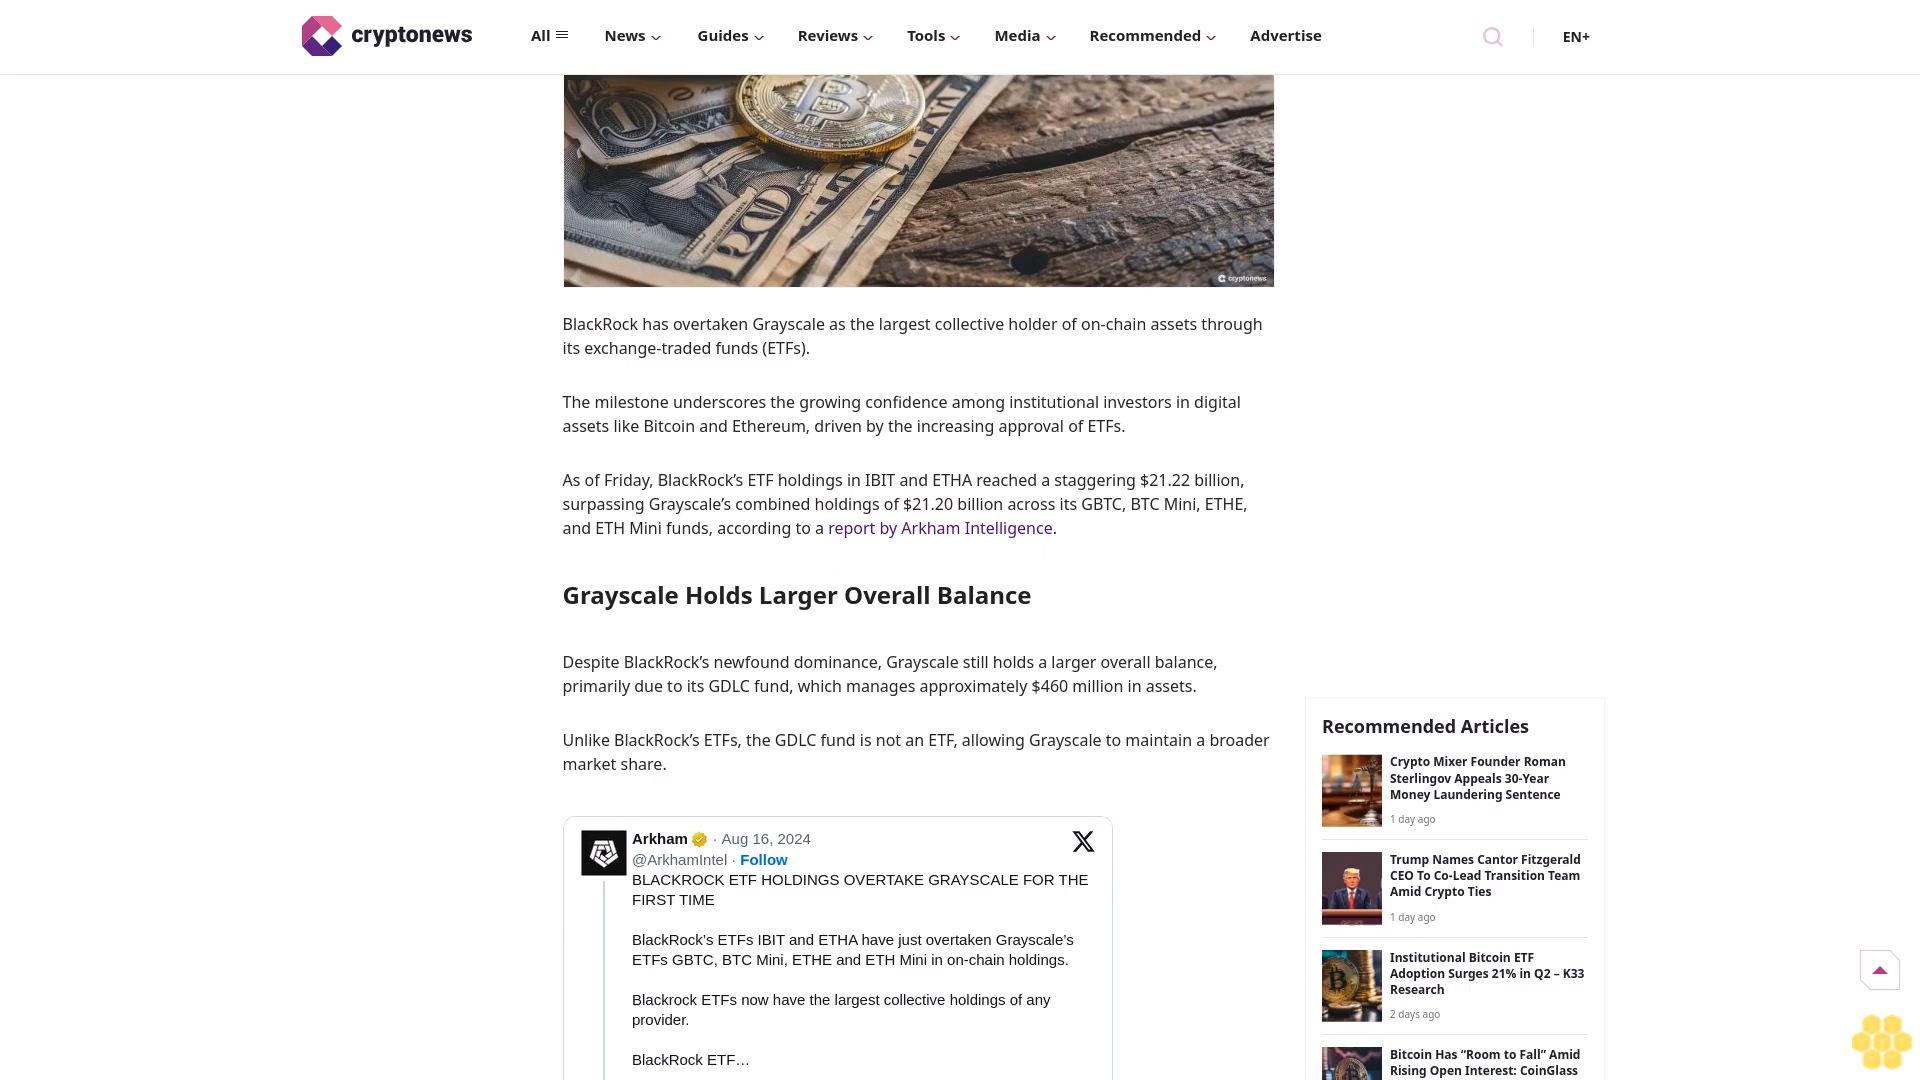 cryptonews
All
News
Guides
Reviews
Tools
Media
Recommended
Advertise
EN+
cryptonews
BlackRock has overtaken Grayscale as the largest collective holder of on-chain assets through
its exchange-traded funds (ETFs).
The milestone underscores the growing confidence among institutional investors in digital
assets like Bitcoin and Ethereum, driven by the increasing approval of ETFs.
As of Friday, BlackRock’s ETF holdings in IBIT and ETHA reached a staggering $21.22 billion,
surpassing Grayscale’s combined holdings of $21.20 billion across its GBTC, BTC Mini, ETHE,
and ETH Mini funds, according to a report by Arkham Intelligence.
Grayscale Holds Larger Overall Balance
Despite BlackRock’s newfound dominance, Grayscale still holds a larger overall balance,
primarily due to its GDLC fund, which manages approximately $460 million in assets.
Unlike BlackRock’s ETFs, the GDLC fund is not an ETF, allowing Grayscale to maintain a broader
market share.
Arkham · Aug 16, 2024
@ArkhamIntel · Follow
BLACKROCK ETF HOLDINGS OVERTAKE GRAYSCALE FOR THE
FIRST TIME
BlackRock’s ETFs IBIT and ETHA have just overtaken Grayscale’s
ETFs GBTC, BTC Mini, ETHE and ETH Mini in on-chain holdings.
Blackrock ETFs now have the largest collective holdings of any
provider.
BlackRock ETF…
Recommended Articles
Crypto Mixer Founder Roman
Sterlingov Appeals 30-Year
Money Laundering Sentence
1 day ago
Trump Names Cantor Fitzgerald
CEO To Co-Lead Transition Team
Amid Crypto Ties
1 day ago
Institutional Bitcoin ETF
Adoption Surges 21% in Q2 – K33
Research
2 days ago
Bitcoin Has “Room to Fall” Amid
Rising Open Interest: CoinGlass